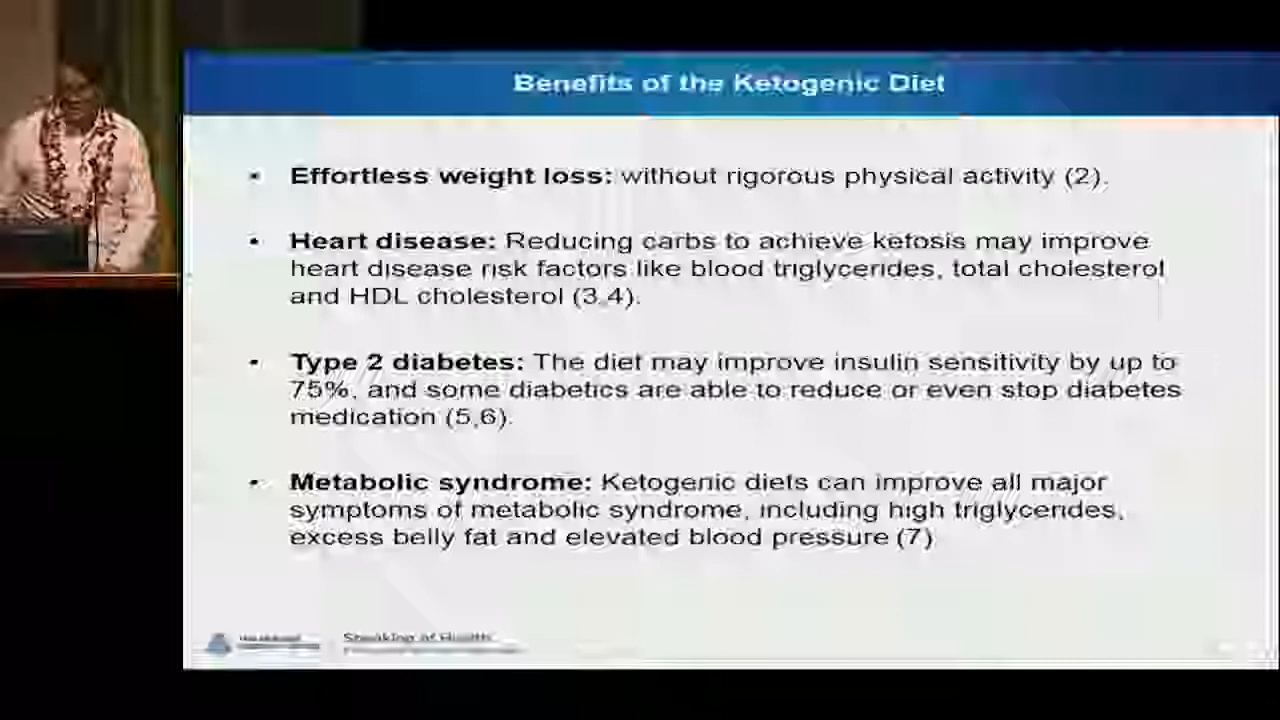 Benefits of the Ketogenic Diet
• Effortless weight loss: without rigorous physical activity (2).
• Heart disease: Reducing carbs to achieve ketosis may improve
heart disease risk factors like blood triglycerides, total cholesterol
and HDL cholesterol (3,4).
• Type 2 diabetes: The diet may improve insulin sensitivity by up to
75%, and some diabetics are able to reduce or even stop diabetes
medication (5,6).
• Metabolic syndrome: Ketogenic diets can improve all major
symptoms of metabolic syndrome, including high triglycerides,
excess belly fat and elevated blood pressure (7)
Speaking of Health